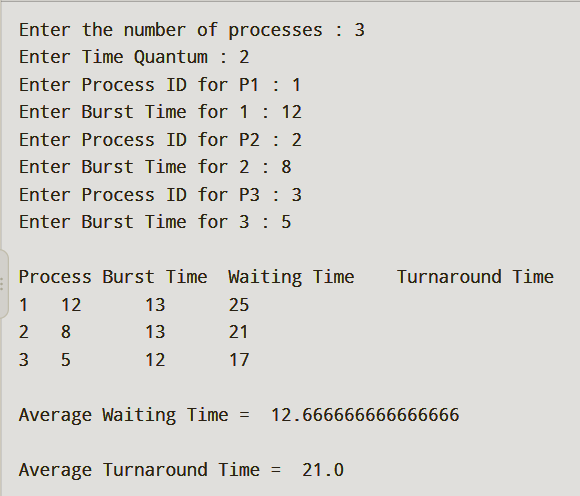 Enter the number of processes : 3
Enter Time Quantum : 2
Enter Process ID for P1 : 1
Enter Burst Time for 1 : 12
Enter Process ID for P2 : 2
Enter Burst Time for 2 : 8
Enter Process ID for P3 : 3
Enter Burst Time for 3 : 5
Process Burst Time Waiting Time Turnaround Time
1 12 13 25
2 8 13 21
3 5 12 17
Average Waiting Time = 12.666666666666666
Average Turnaround Time = 21.0